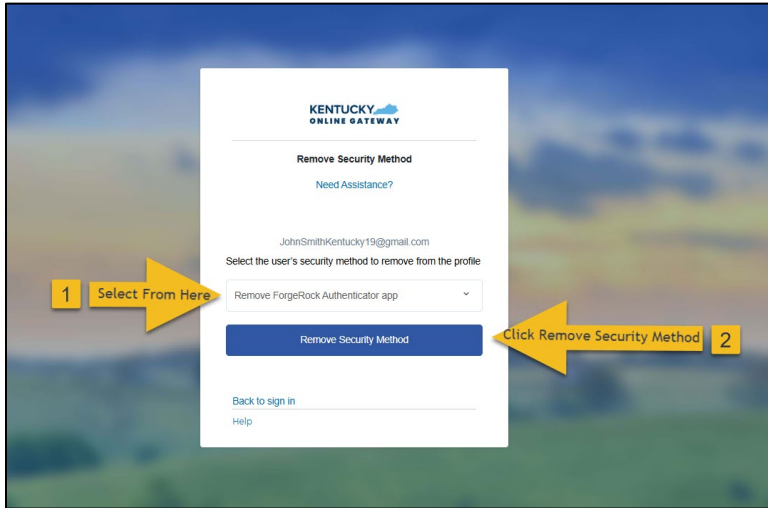 KENTUCKY
ONLINE GATEWAY
Remove Security Method
Need Assistance?
JohnSmithKentucky19@gmail.com
Select the user's security method to remove from the profile
1 Select From Here
Remove ForgeRock Authenticator app
Remove Security Method
Click Remove Security Method 2
Back to sign in
Help